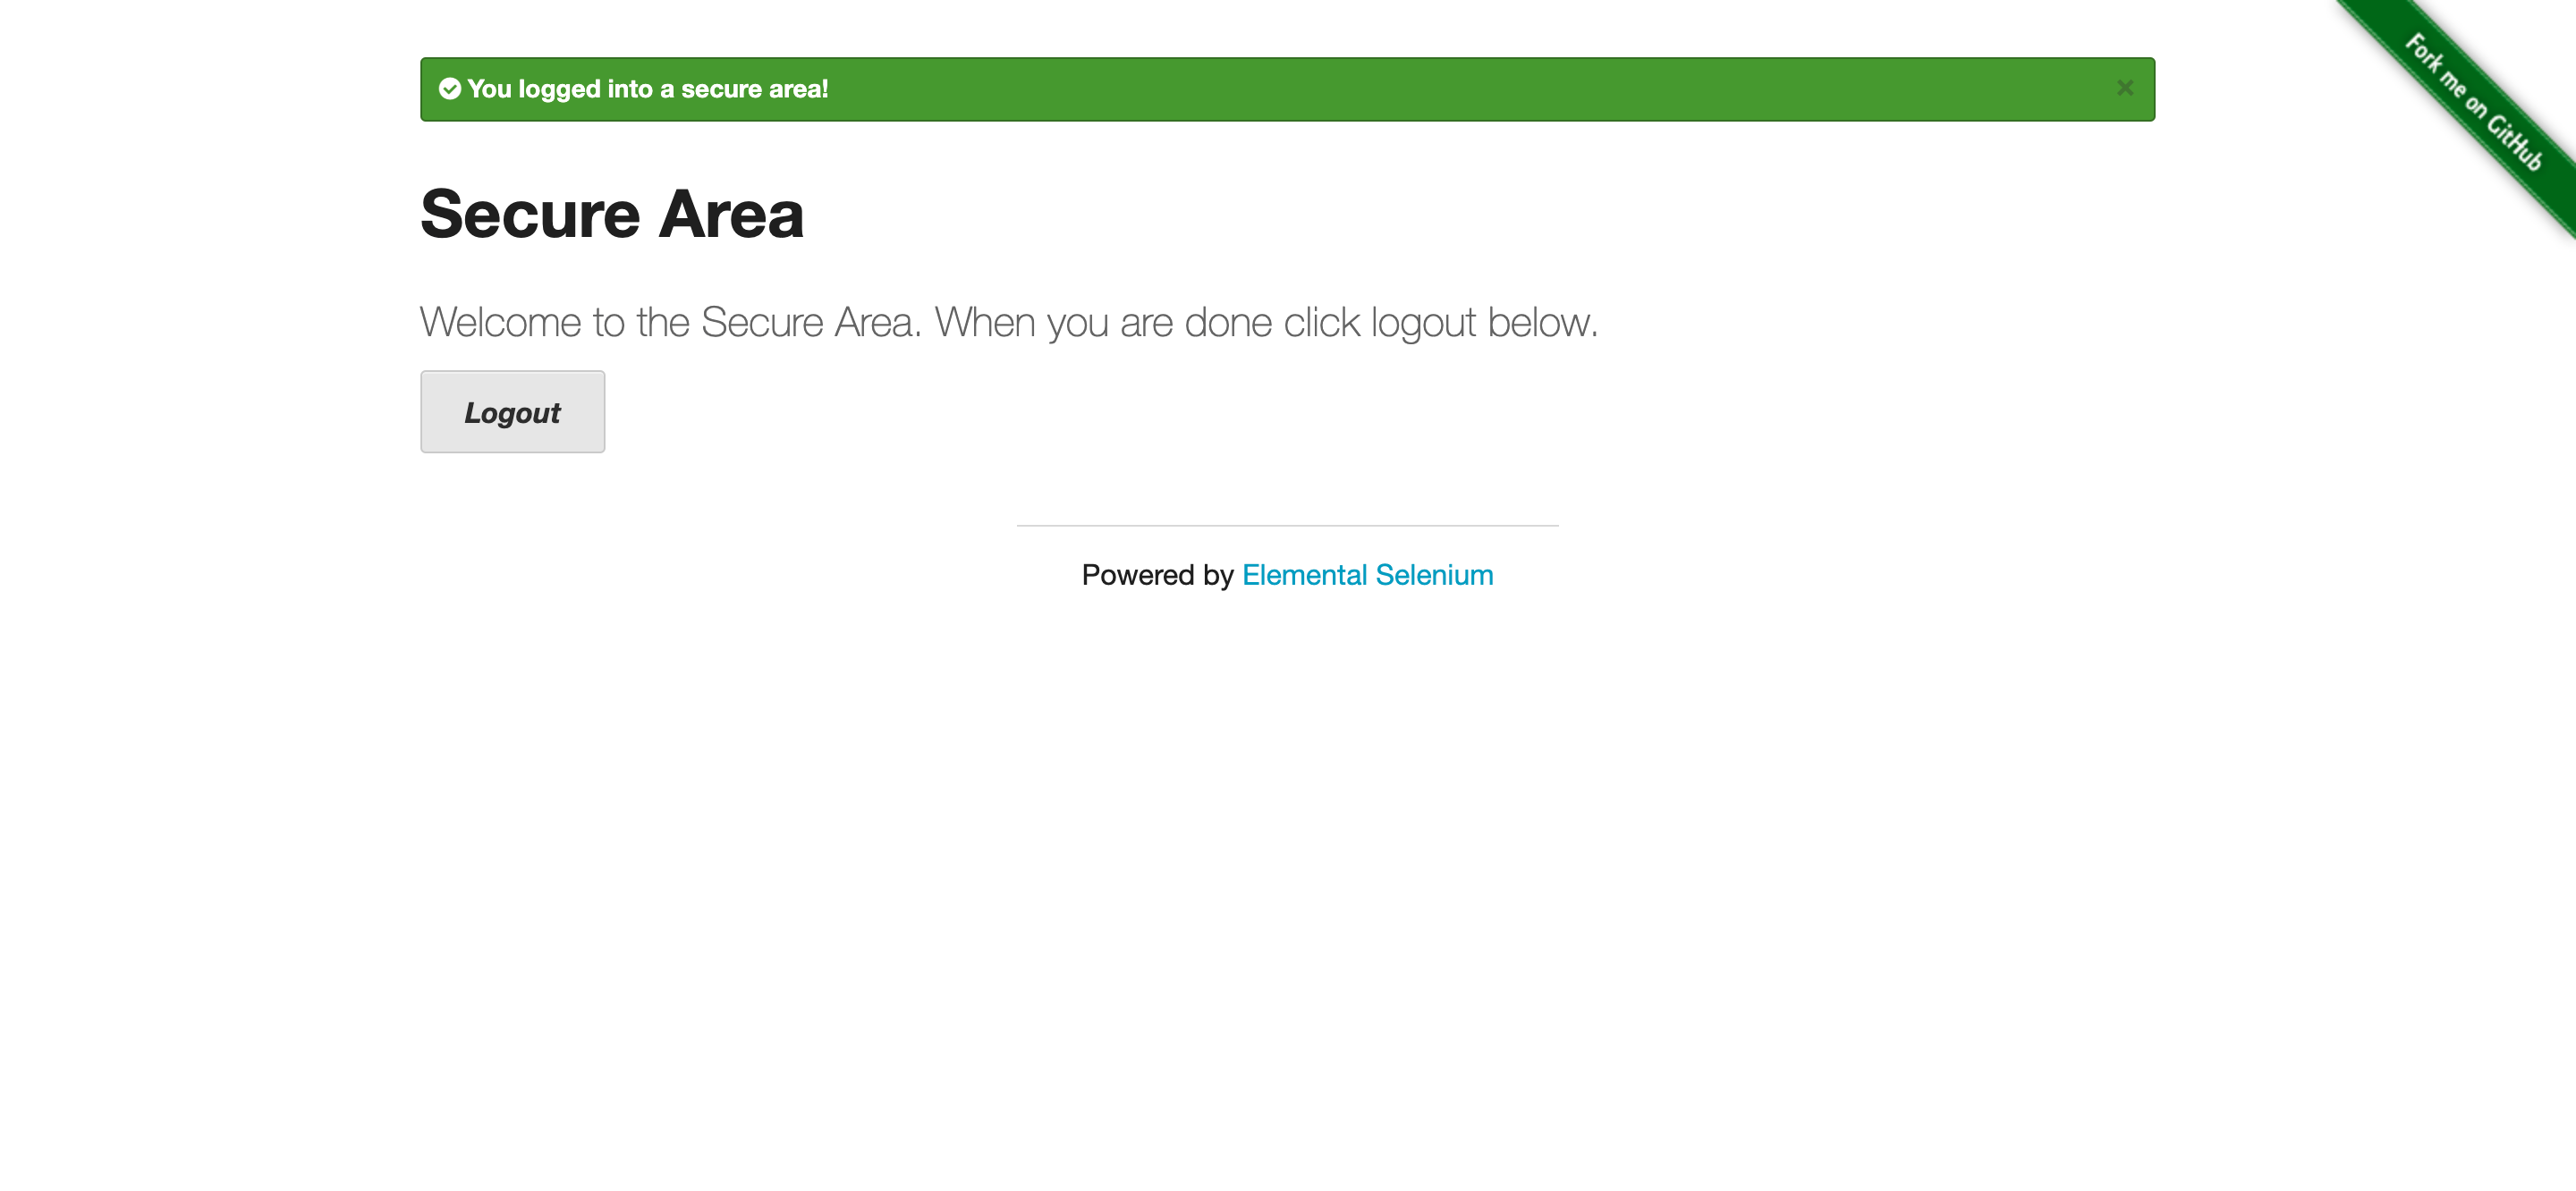 You logged into a secure area!
×
Fork me on GitHub
Secure Area
Welcome to the Secure Area. When you are done click logout below.
Logout
Powered by Elemental Selenium